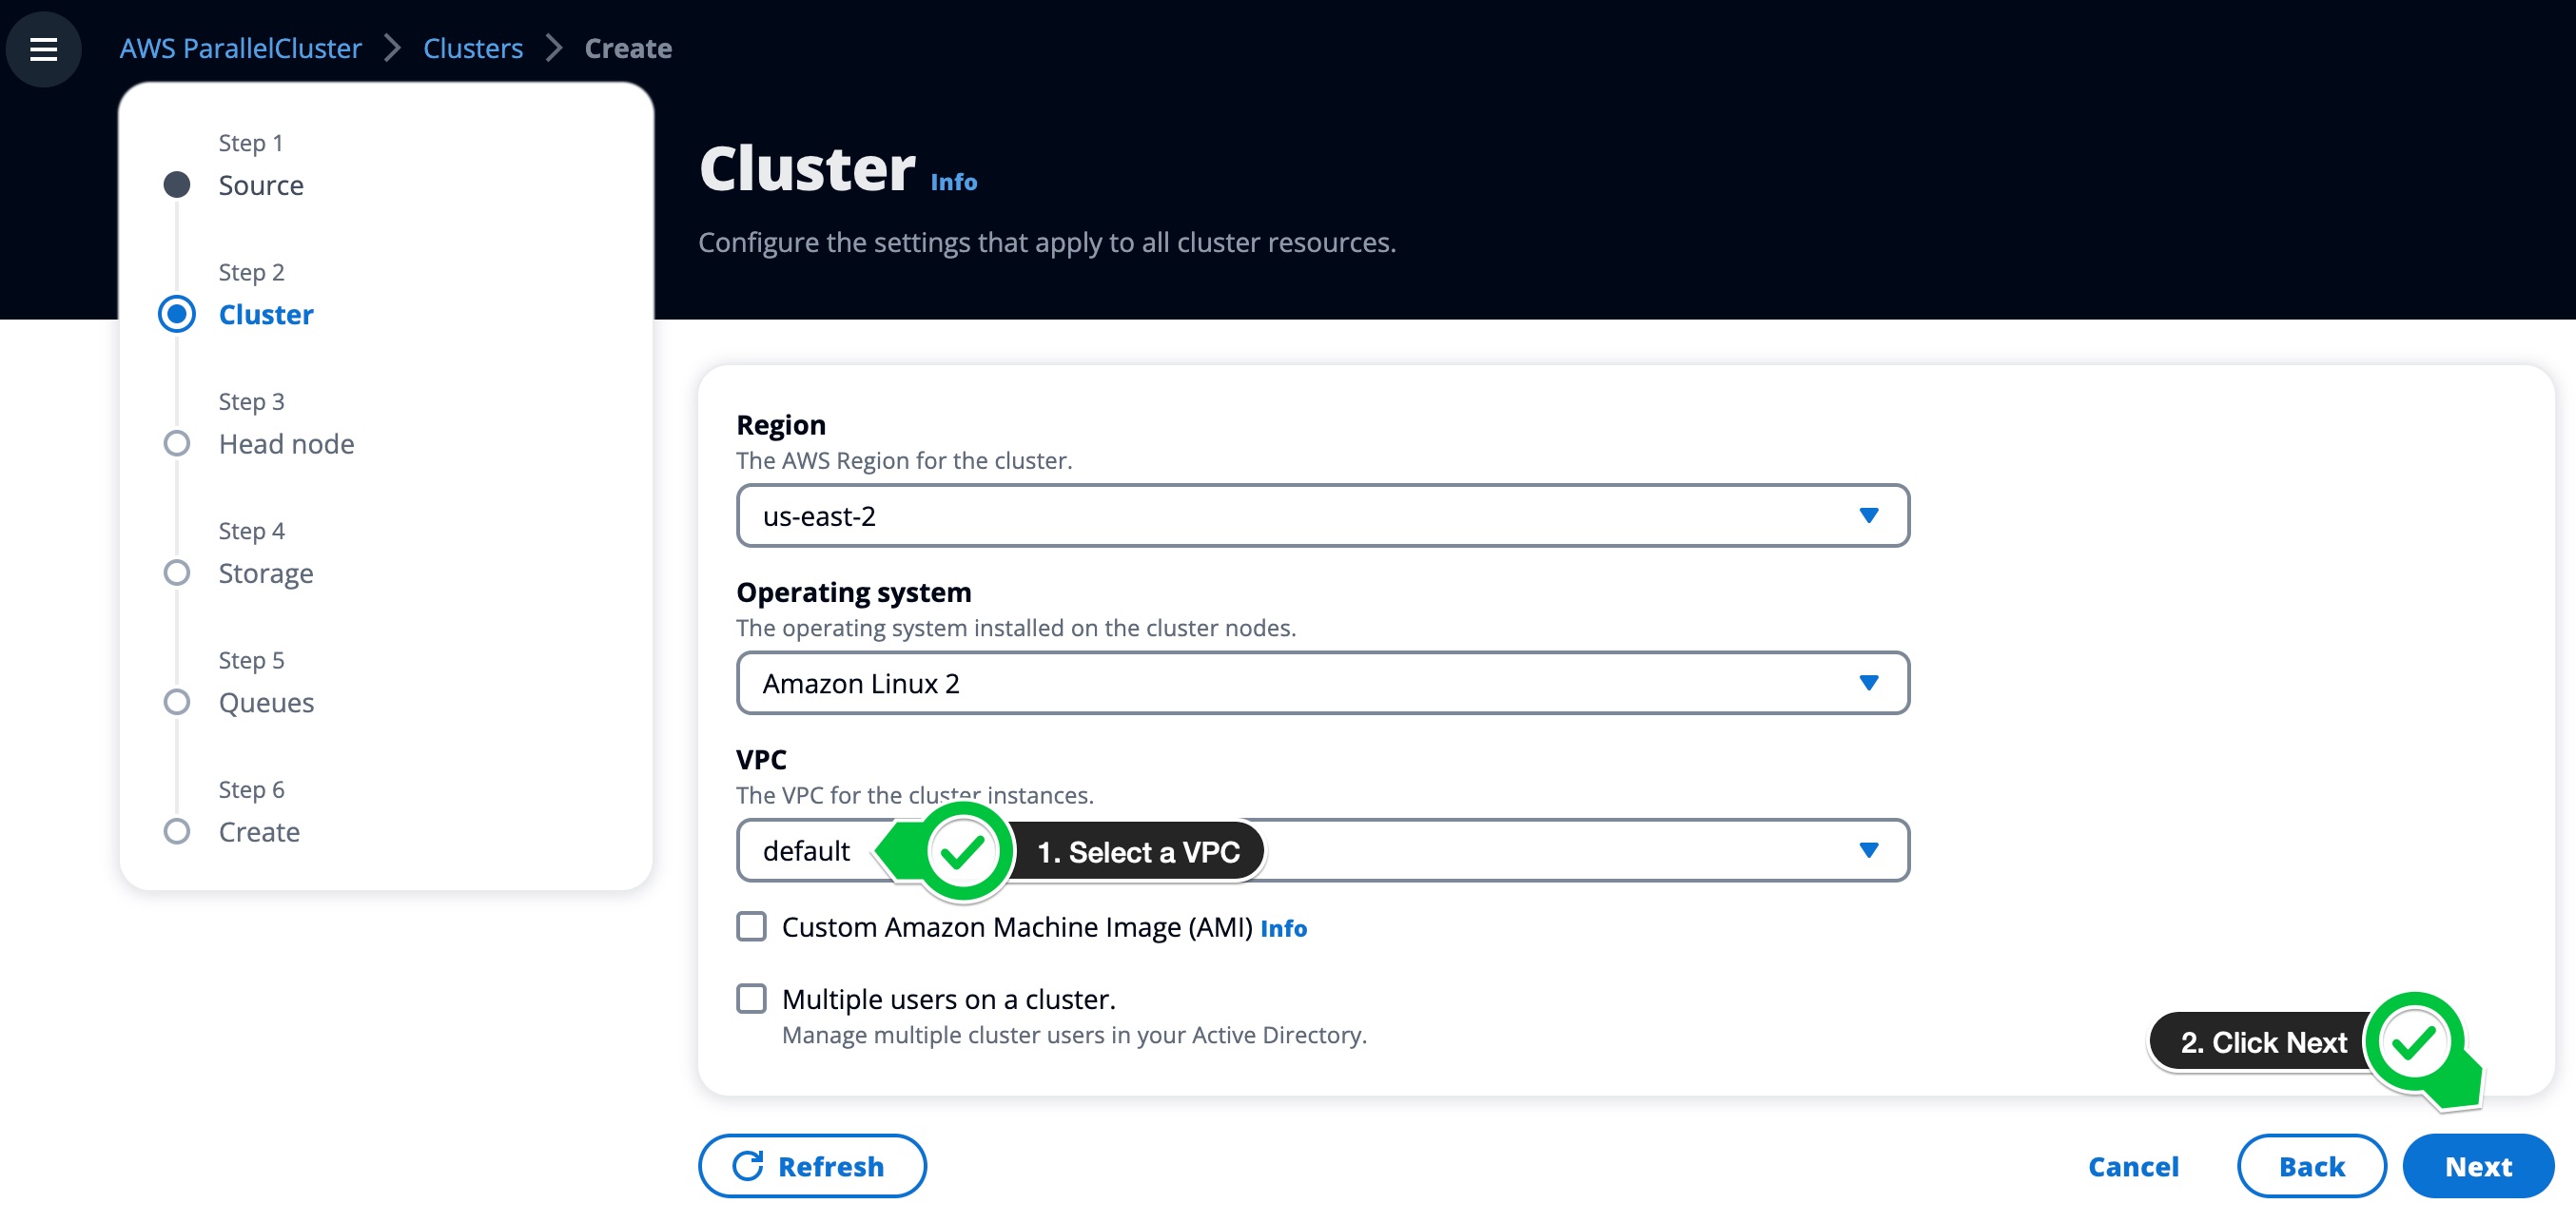 AWS ParallelCluster > Clusters > Create
Step 1
Source
Step 2
Cluster
Step 3
Head node
Step 4
Storage
Step 5
Queues
Step 6
Create
Cluster Info
Configure the settings that apply to all cluster resources.
Region
The AWS Region for the cluster.
us-east-2
Operating system
The operating system installed on the cluster nodes.
Amazon Linux 2
VPC
The VPC for the cluster instances.
default
1. Select a VPC
Custom Amazon Machine Image (AMI) Info
Multiple users on a cluster.
Manage multiple cluster users in your Active Directory.
2. Click Next
Refresh
Cancel
Back
Next